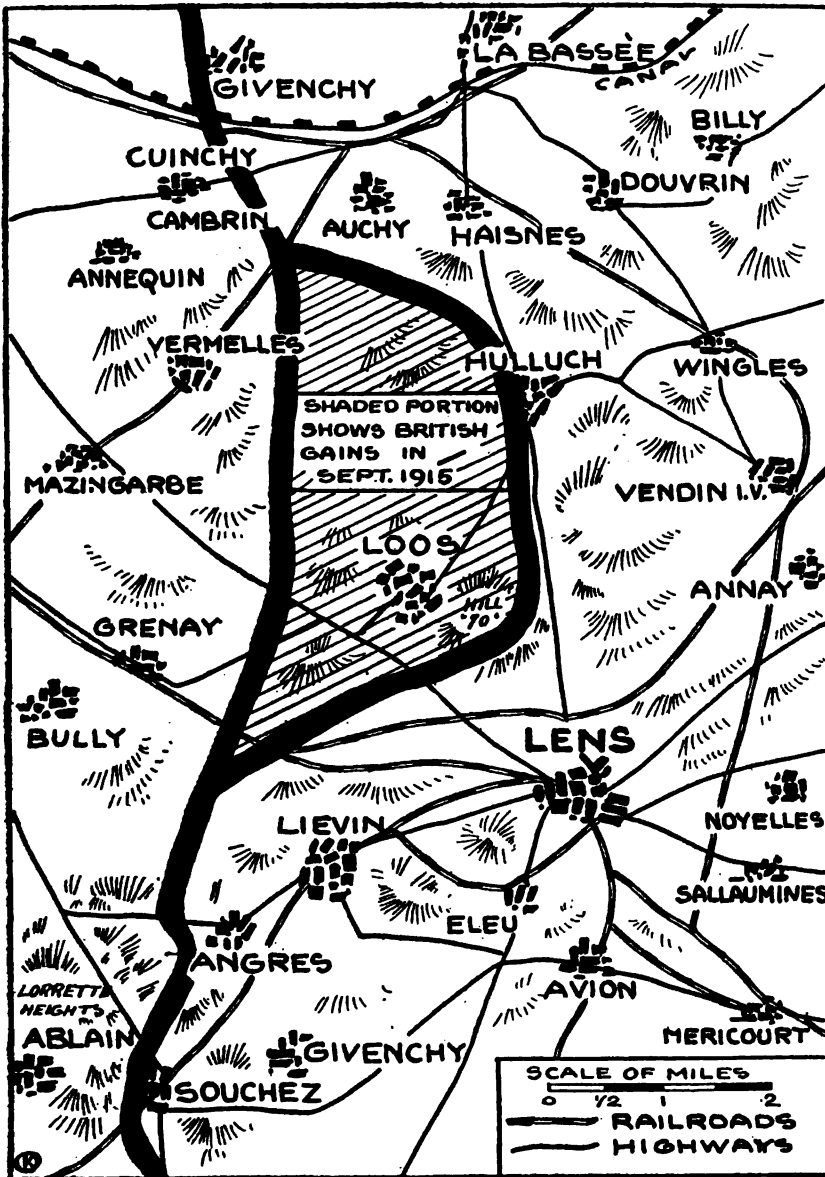 LA BASSÈE
CANAL
GIVENCHY
BILLY
CUINCHY
DOUVRIN
CAMBRIN
AUCHY
HAISNES
ANNEQUIN
VERMELLES
HULLUCH
WINGLES
SHADED PORTION
SHOWS BRITISH
GAINS IN
SEPT. 1915
MAZINGARBE
VENDIN I.V.
LOOS
ANNAY
HILL
"70"
GRENAY
BULLY
LENS
NOYELLES
LIEVIN
SALLAUMINES
ELEU
ANGRES
AVION
LORRETTE
HEIGHTS
ABLAIN
MERICOURT
GIVENCHY
SOUCHEZ
SCALE OF MILES
0 1/2 1 2
RAILROADS
HIGHWAYS
K